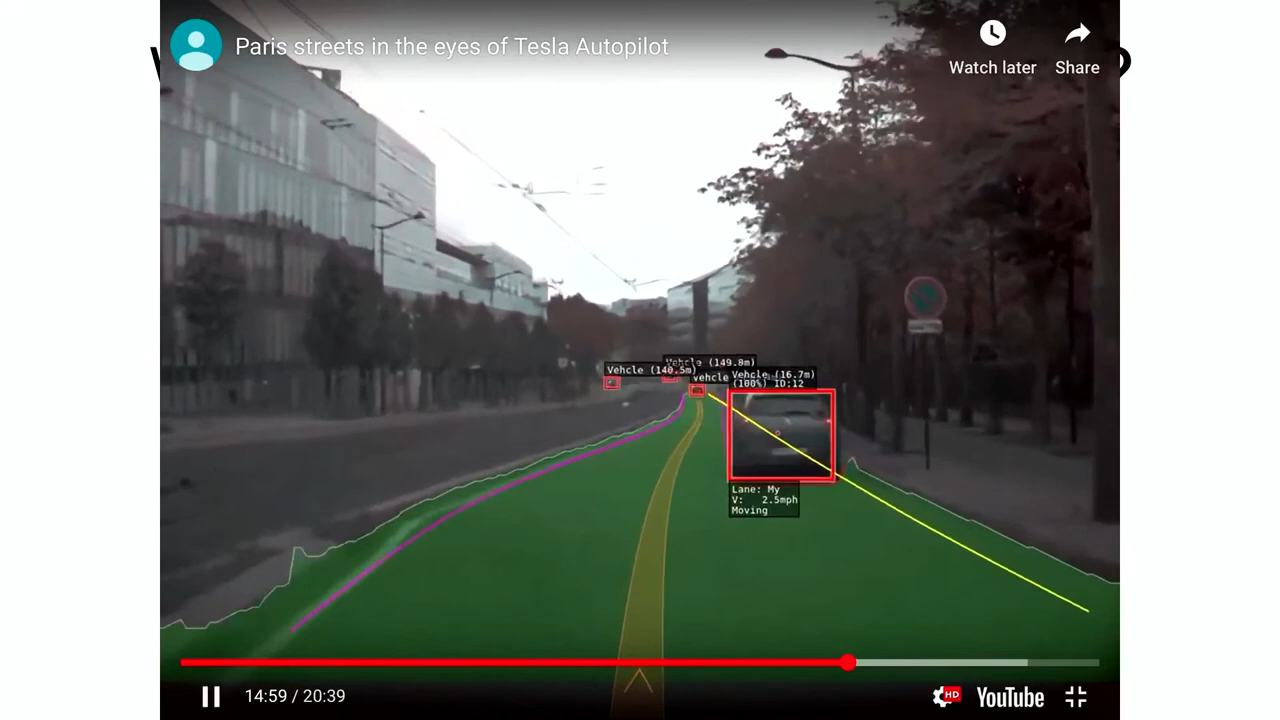 Paris streets in the eyes of Tesla Autopilot
Watch later
Share
Vehcle (149.8m)
Vehcle (140.5m)
Vehcle
Vehcle (16.7m)
(100%) ID:12
Lane: My
V: 2.5mph
Moving
14:59 / 20:39
HD
YouTube